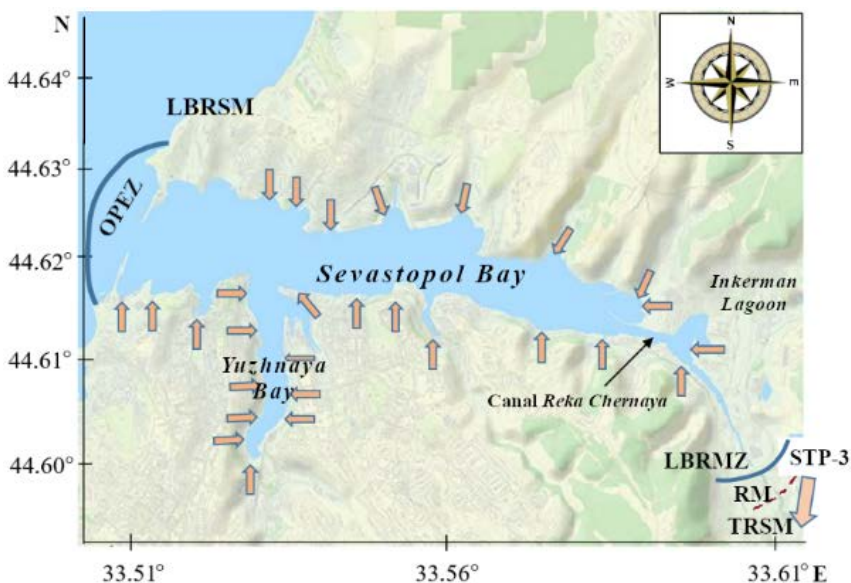 N
44.64°
44.63°
44.62°
44.61°
44.60°
LBRSM
OPEZ
Sevastopol Bay
Inkerman
Lagoon
Yuzhnaya
Bay
Canal Reka Chernaya
LBRMZ
STP-3
RM
TRSM
33.51°
33.56°
33.61° E
N
W
E
S